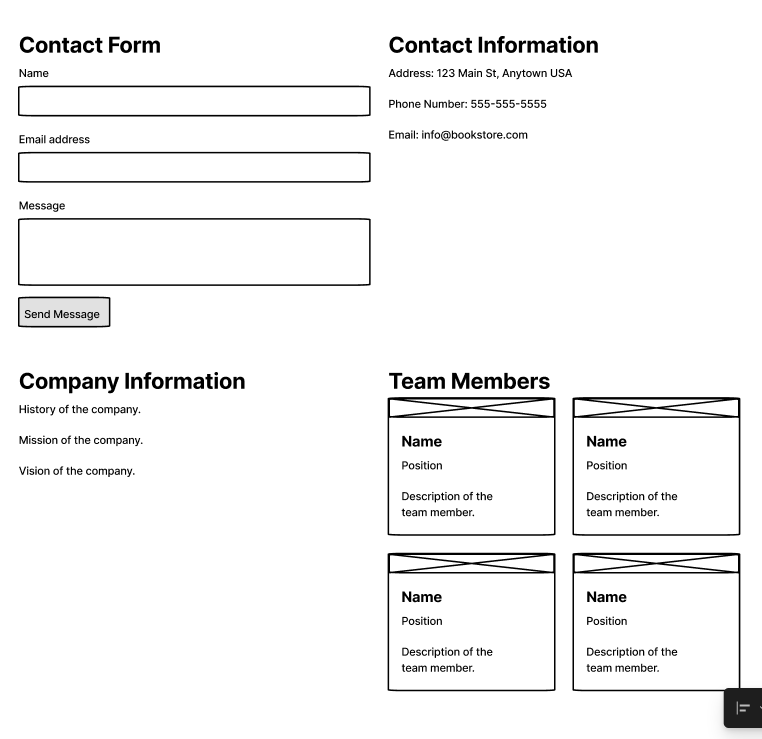 Contact Form
Name
Email address
Message
Send Message
Contact Information
Address: 123 Main St, Anytown USA
Phone Number: 555-555-5555
Email: info@bookstore.com
Company Information
History of the company.
Mission of the company.
Vision of the company.
Team Members
Name
Position
Description of the
team member.
Name
Position
Description of the
team member.
Name
Position
Description of the
team member.
Name
Position
Description of the
team member.